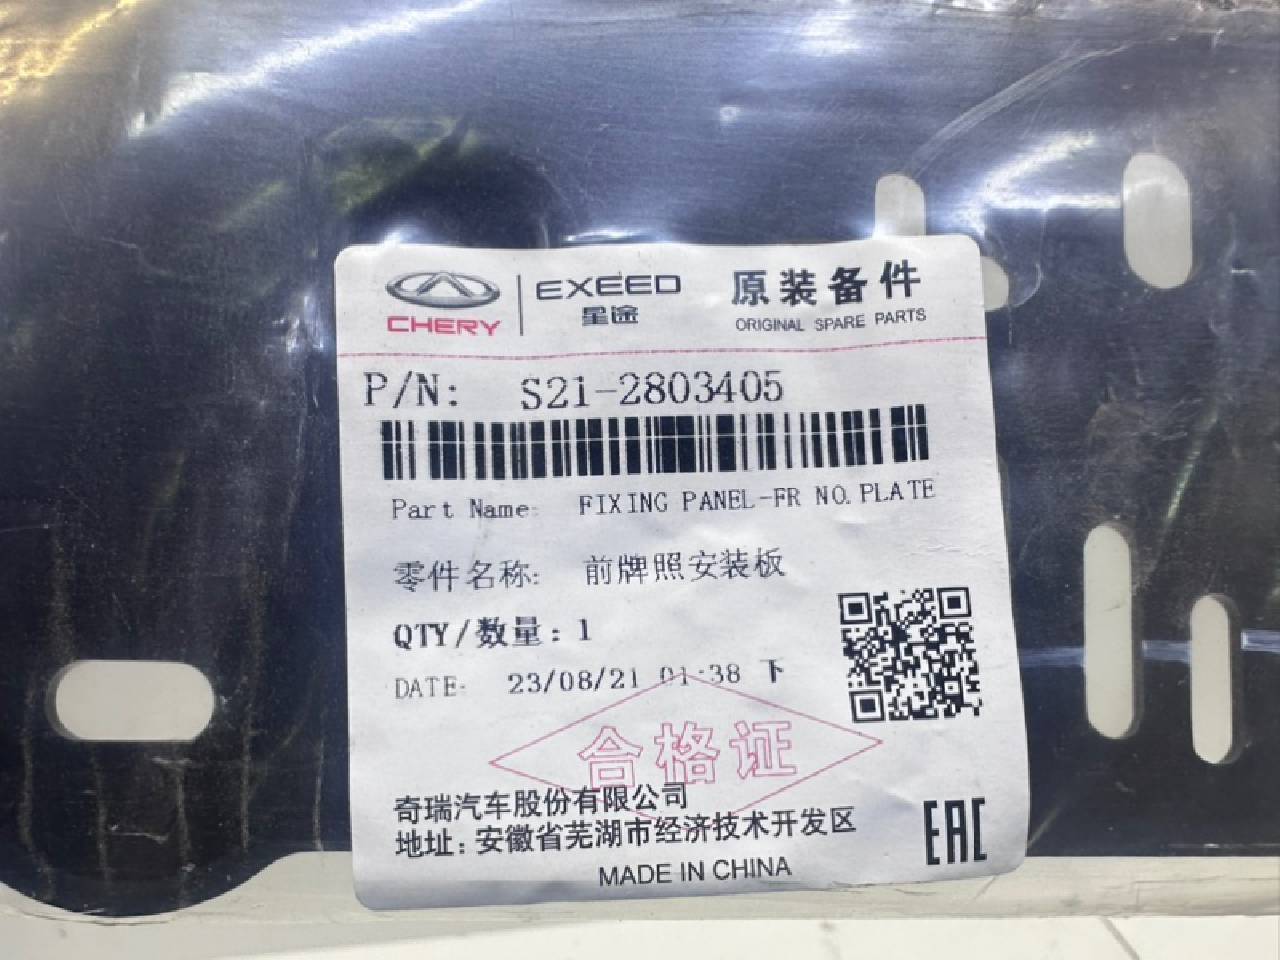 CHERY
EXEED
星途
原装备件
ORIGINAL SPARE PARTS
P/N: S21-2803405
Part Name: FIXING PANEL-FR NO.PLATE
零件名称: 前牌照安装板
QTY/数量: 1
DATE: 23/08/21 01:38 下
合格证
奇瑞汽车股份有限公司
地址: 安徽省芜湖市经济技术开发区
EAC
MADE IN CHINA